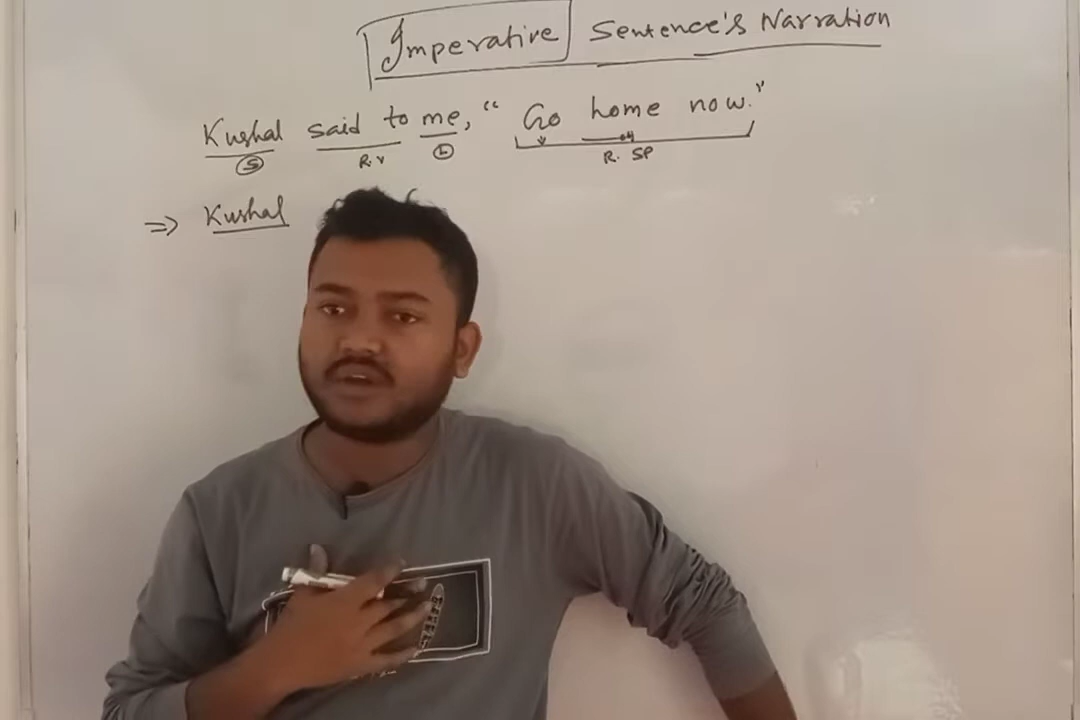 Imperative Sentence's Narration
Kushal said to me, "Go home now."
S R.V L R. SP
=> Kushal